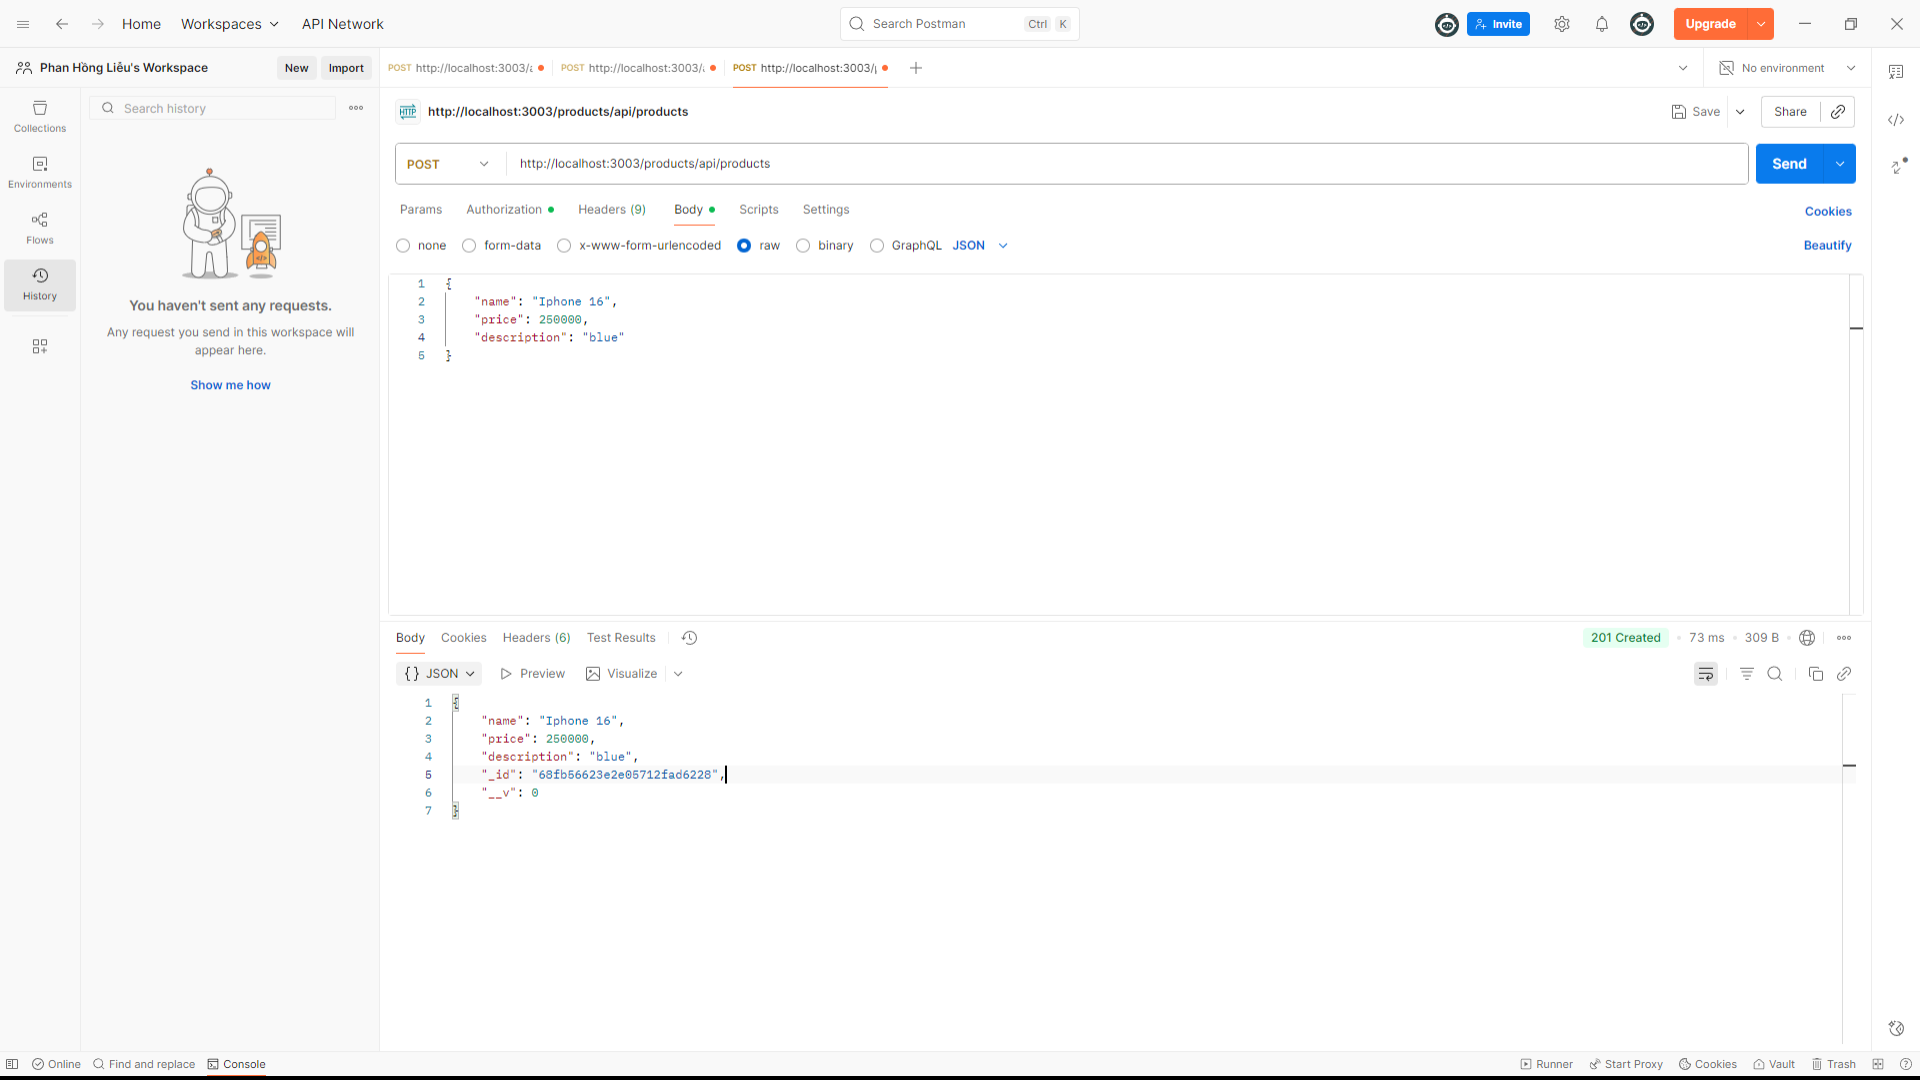 Home Workspaces API Network Search Postman Ctrl K Invite Upgrade
Phan Hồng Liễu's Workspace New Import
POST http://localhost:3003/ POST http://localhost:3003/ POST http://localhost:3003/ No environment
Collections
Environments
Flows
History
Search history
You haven't sent any requests.
Any request you send in this workspace will
appear here.
Show me how
HTTP http://localhost:3003/products/api/products Save Share
POST http://localhost:3003/products/api/products Send
Params Authorization Headers (9) Body Scripts Settings Cookies
none form-data x-www-form-urlencoded raw binary GraphQL JSON Beautify
1 {
2 "name": "Iphone 16",
3 "price": 250000,
4 "description": "blue"
5 }
Body Cookies Headers (6) Test Results 201 Created 73 ms 309 B
{} JSON Preview Visualize
1 {
2 "name": "Iphone 16",
3 "price": 250000,
4 "description": "blue",
5 "_id": "68fb56623e2e05712fad6228",
6 "__v": 0
7 }
Online Find and replace Console Runner Start Proxy Cookies Vault Trash